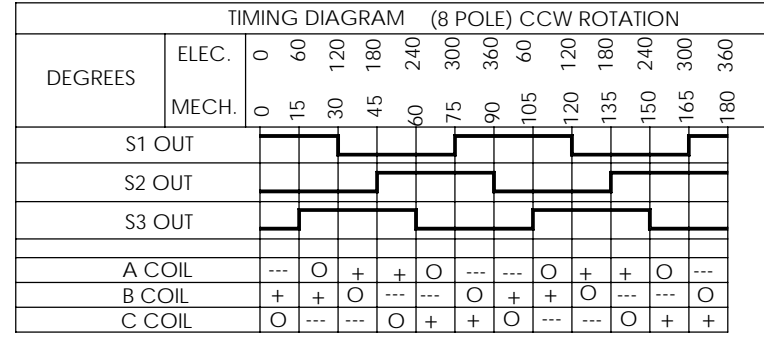 TIMING DIAGRAM (8 POLE) CCW ROTATION
DEGREES
ELEC. 0 60 120 180 240 300 360 60 120 180 240 300 360
MECH. 0 15 30 45 60 75 90 105 120 135 150 165 180
S1 OUT
S2 OUT
S3 OUT
A COIL --- O + + O --- --- O + + O ---
B COIL + + O --- --- O + + O --- --- O
C COIL O --- --- O + + O --- --- O + +